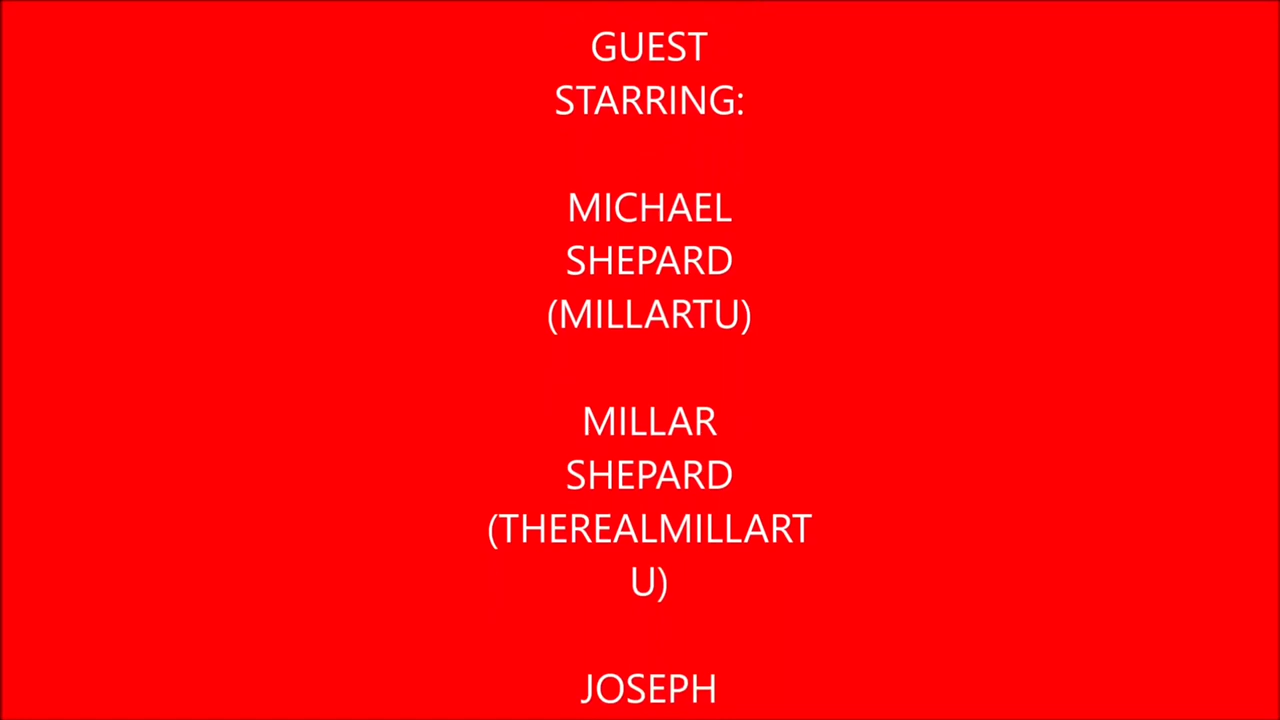 GUEST
STARRING:
MICHAEL
SHEPARD
(MILLARTU)
MILLAR
SHEPARD
(THEREALMILLART
U)
JOSEPH